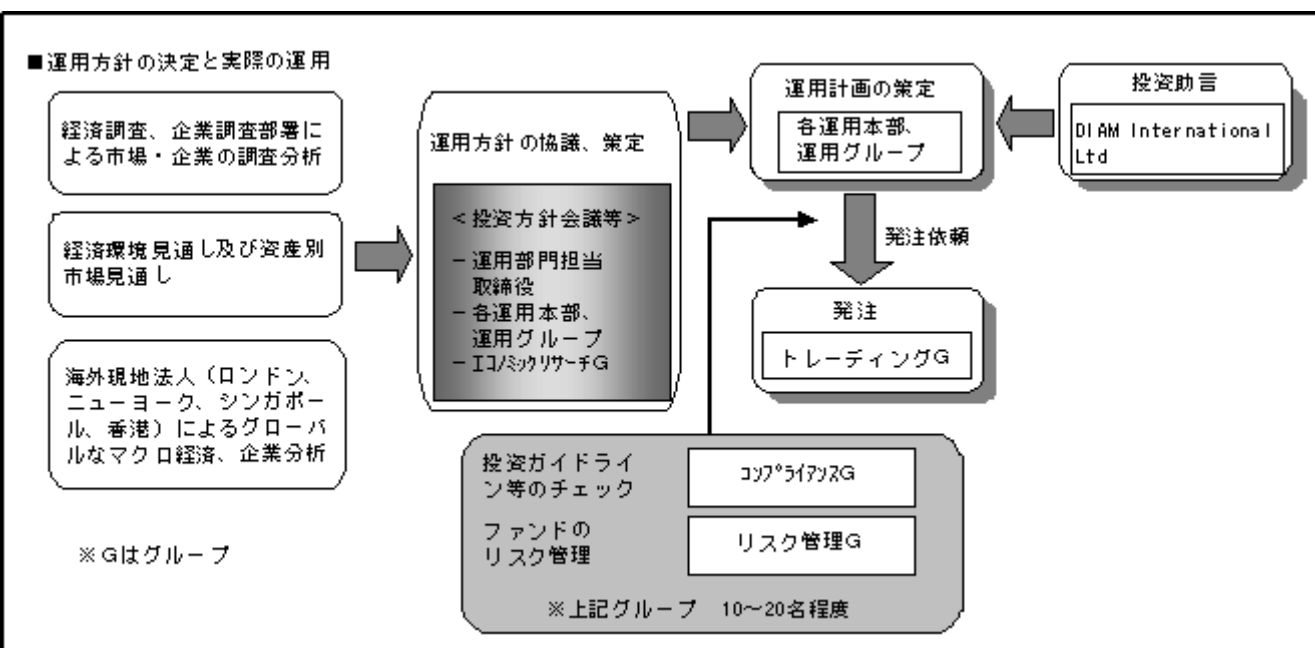 ■運用方針の決定と実際の運用
経済調査、企業調査部署に
よる市場・企業の調査分析
経済環境見通し及び資産別
市場見通し
海外現地法人（ロンドン、
ニューヨーク、シンガポー
ル、香港）によるグローバ
ルなマクロ経済、企業分析
※Gはグループ
運用方針の協議、策定
＜投資方針会議等＞
－運用部門担当
取締役
－各運用本部、
運用グループ
－ｴｺﾉﾐｯｸﾘｻｰﾁG
運用計画の策定
各運用本部、
運用グループ
投資助言
DIAM International
Ltd
発注依頼
発注
トレーディングG
投資ガイドライ
ン等のチェック
ｺﾝﾌﾟﾗｲｱﾝｽG
ファンドの
リスク管理
リスク管理G
※上記グループ　10～20名程度